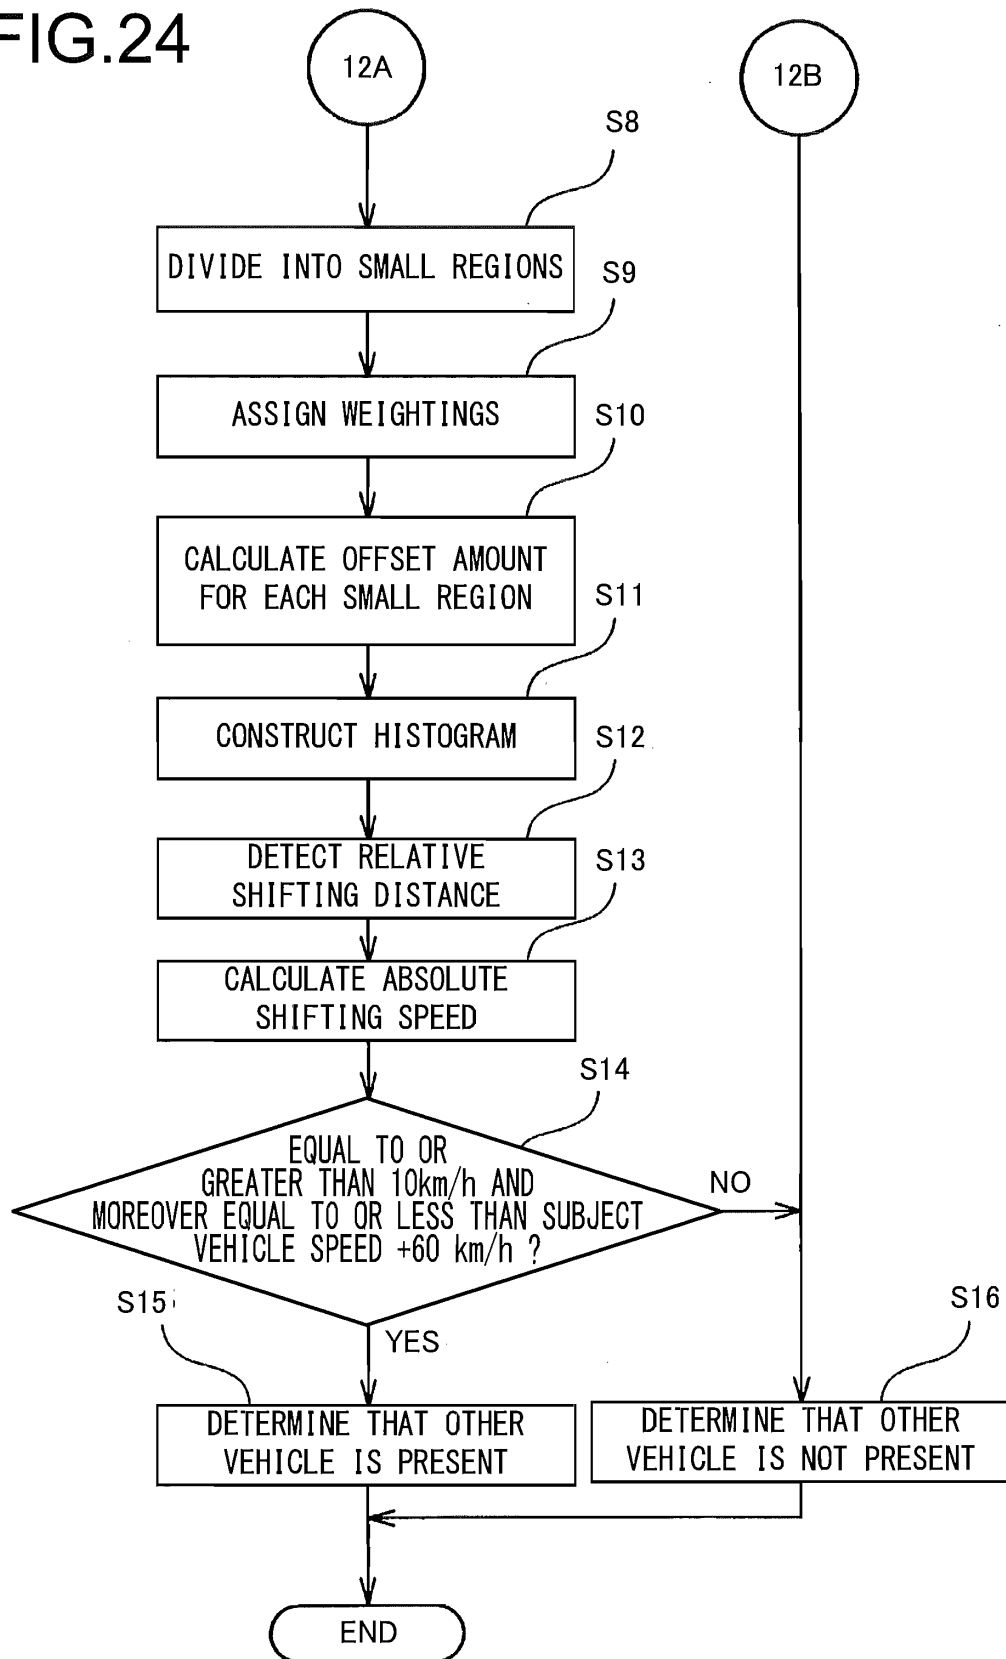 FIG.24
12A
12B
S8
DIVIDE INTO SMALL REGIONS
S9
ASSIGN WEIGHTINGS
S10
CALCULATE OFFSET AMOUNT
FOR EACH SMALL REGION
S11
CONSTRUCT HISTOGRAM
S12
DETECT RELATIVE
SHIFTING DISTANCE
S13
CALCULATE ABSOLUTE
SHIFTING SPEED
S14
EQUAL TO OR
GREATER THAN 10km/h AND
MOREOVER EQUAL TO OR LESS THAN SUBJECT
VEHICLE SPEED +60 km/h ?
NO
YES
S15
DETERMINE THAT OTHER
VEHICLE IS PRESENT
S16
DETERMINE THAT OTHER
VEHICLE IS NOT PRESENT
END